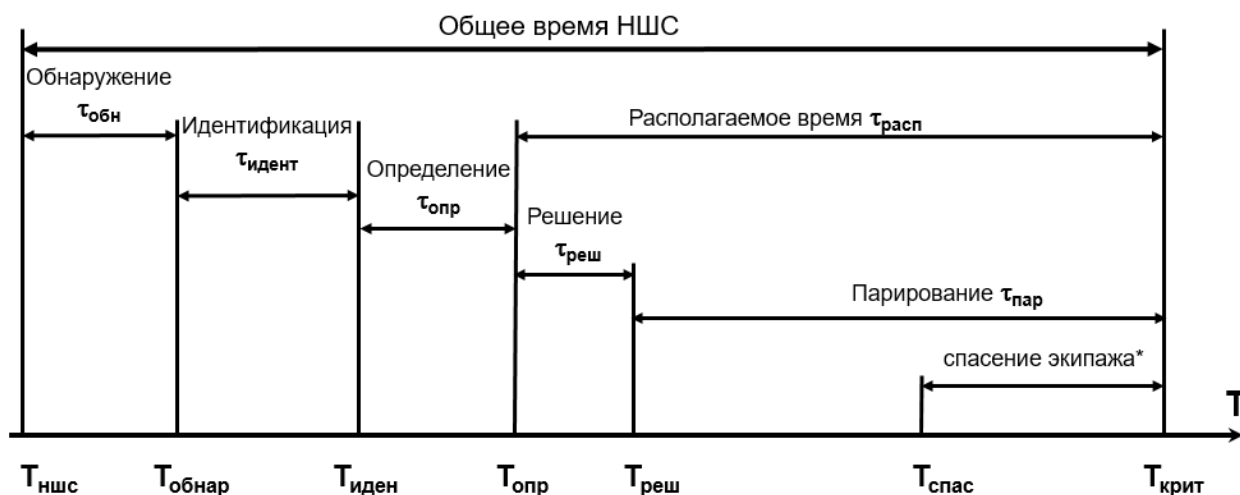 Общее время НШС
Обнаружение
τобн
Идентификация
τидент
Располагаемое время τрасп
Определение
τопр
Решение
τреш
Парирование τпар
спасение экипажа*
T
Tншс Tобнар Tиден Tопр Tреш Tспас Tкрит